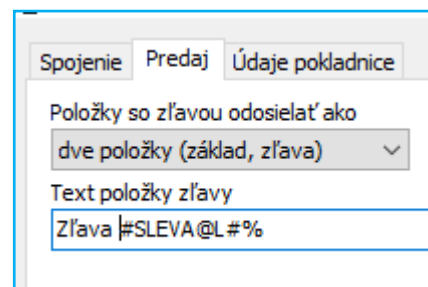 Spojenie Predaj Údaje pokladnice
Položky so zľavou odosielať ako
dve položky (základ, zľava)
Text položky zľavy
Zľava #SLEVA@L#%